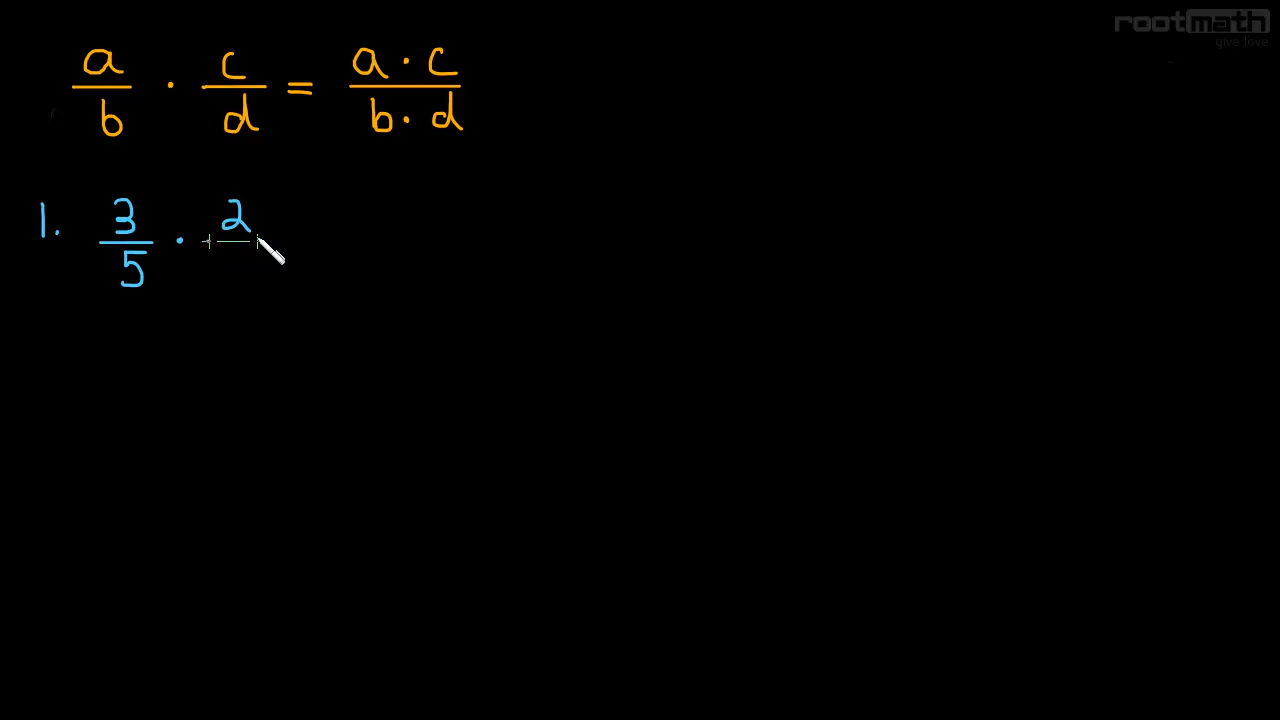 rootmath
give love
a/b · c/d = a · c/b · d
1. 3/5 · 2